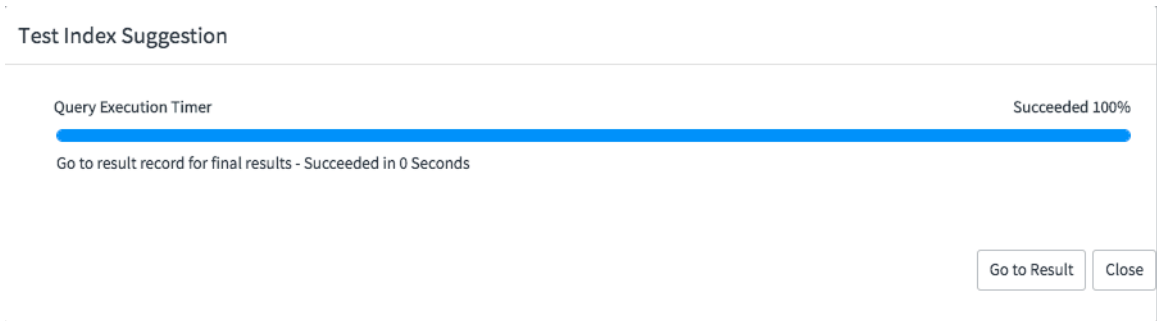 Test Index Suggestion
Query Execution Timer
Succeeded 100%
Go to result record for final results - Succeeded in 0 Seconds
Go to Result
Close